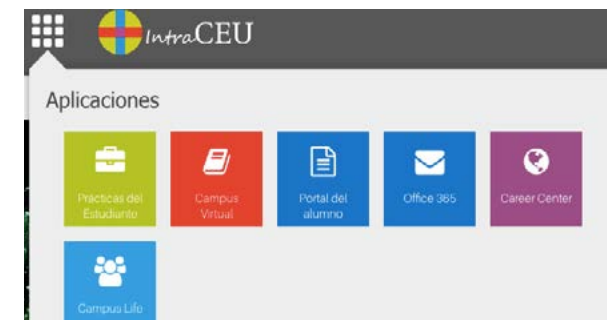 IntraCEU
Aplicaciones
Prácticas del
Estudiante
Campus
Virtual
Portal del
alumno
Office 365
Career Center
Campus Life